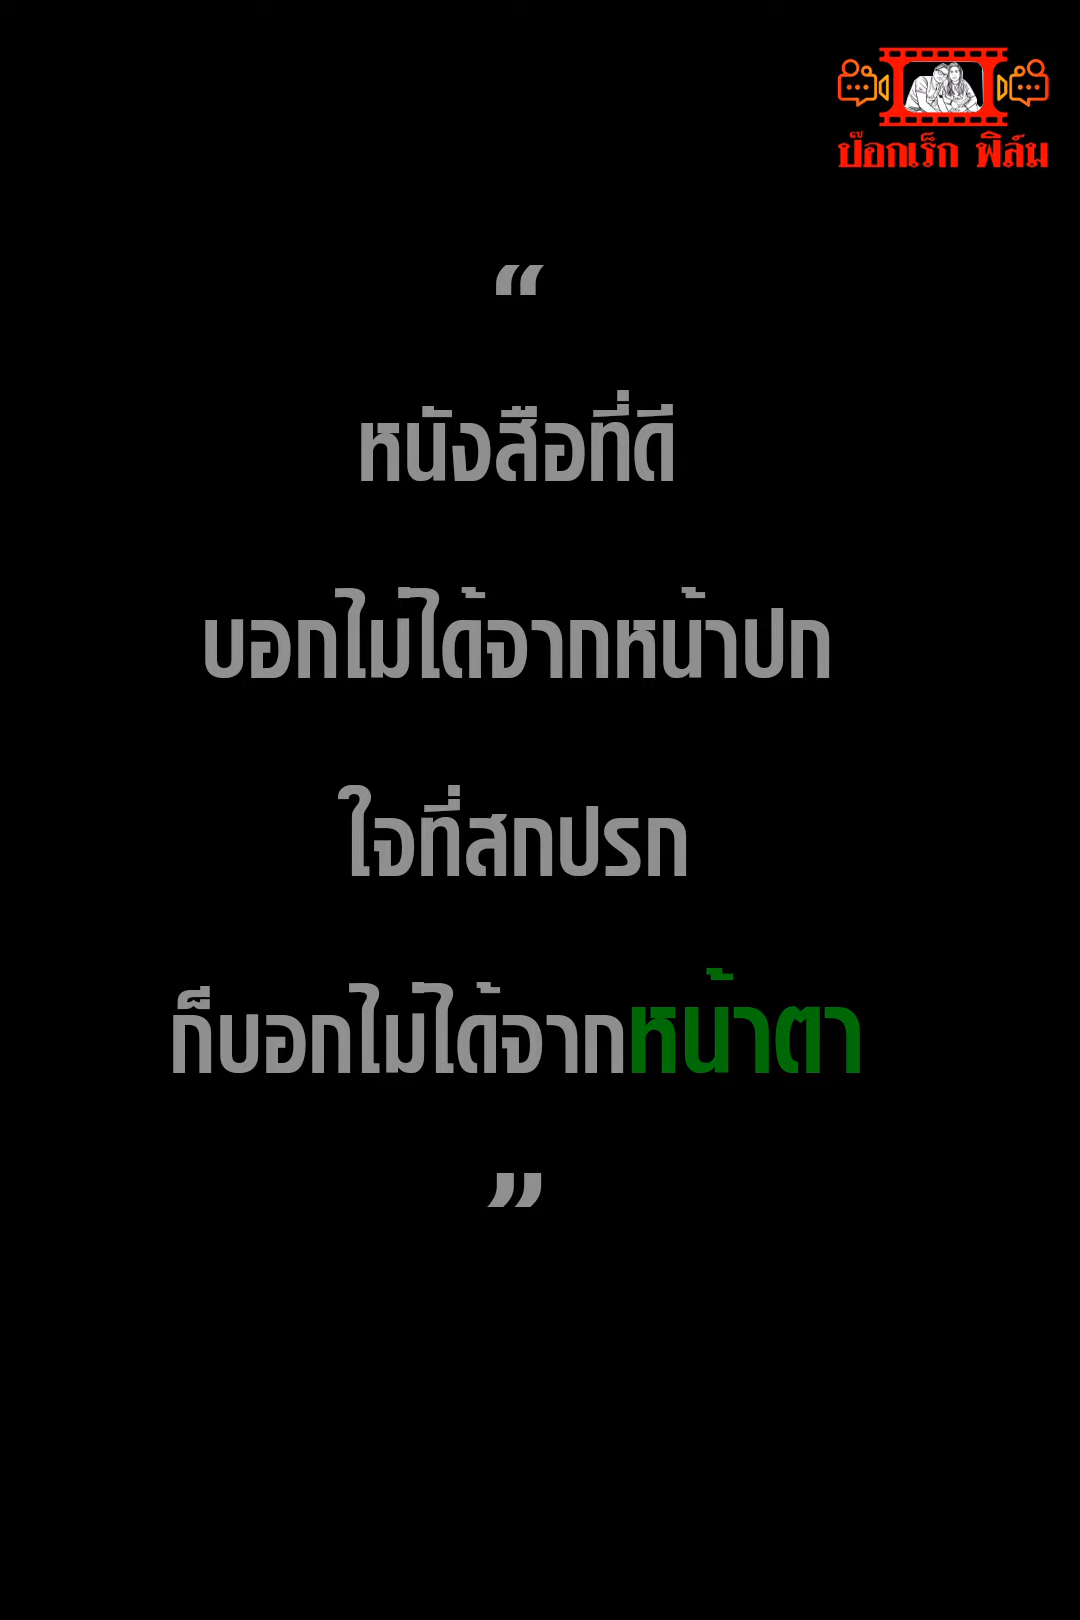 ป๊อกเร็ก ฟิล์ม
“
หนังสือที่ดี
บอกไม่ได้จากหน้าปก
ใจที่สกปรก
ก็บอกไม่ได้จากหน้าตา
”